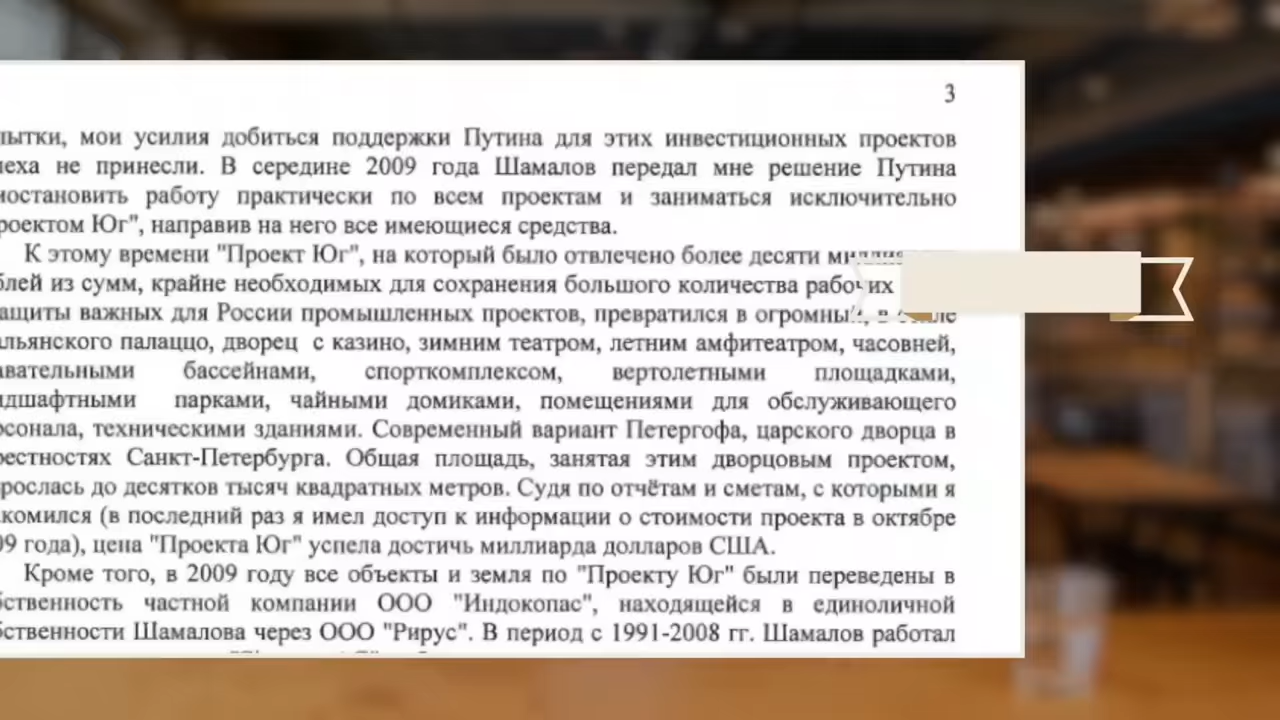 3
пытки, мои усилия добиться поддержки Путина для этих инвестиционных проектов
пеха не принесли. В середине 2009 года Шамалов передал мне решение Путина
иостановить работу практически по всем проектам и заниматься исключительно
роектом Юг", направив на него все имеющиеся средства.
К этому времени "Проект Юг", на который было отвлечено более десяти
блей из сумм, крайне необходимых для сохранения большого количества рабочих
ащиты важных для России промышленных проектов, превратился в огромный, в
альянского палаццо, дворец с казино, зимним театром, летним амфитеатром, часовней,
авательными бассейнами, спорткомплексом, вертолетными площадками,
ндшафтными парками, чайными домиками, помещениями для обслуживающего
рсонала, техническими зданиями. Современный вариант Петергофа, царского дворца в
рестностях Санкт-Петербурга. Общая площадь, занятая этим дворцовым проектом,
зрослась до десятков тысяч квадратных метров. Судя по отчётам и сметам, с которыми я
акомился (в последний раз я имел доступ к информации о стоимости проекта в октябре
09 года), цена "Проекта Юг" успела достичь миллиарда долларов США.
Кроме того, в 2009 году все объекты и земля по "Проекту Юг" были переведены в
бственность частной компании ООО "Индокопас", находящейся в единоличной
бственности Шамалова через ООО "Рирус". В период с 1991-2008 гг. Шамалов работал